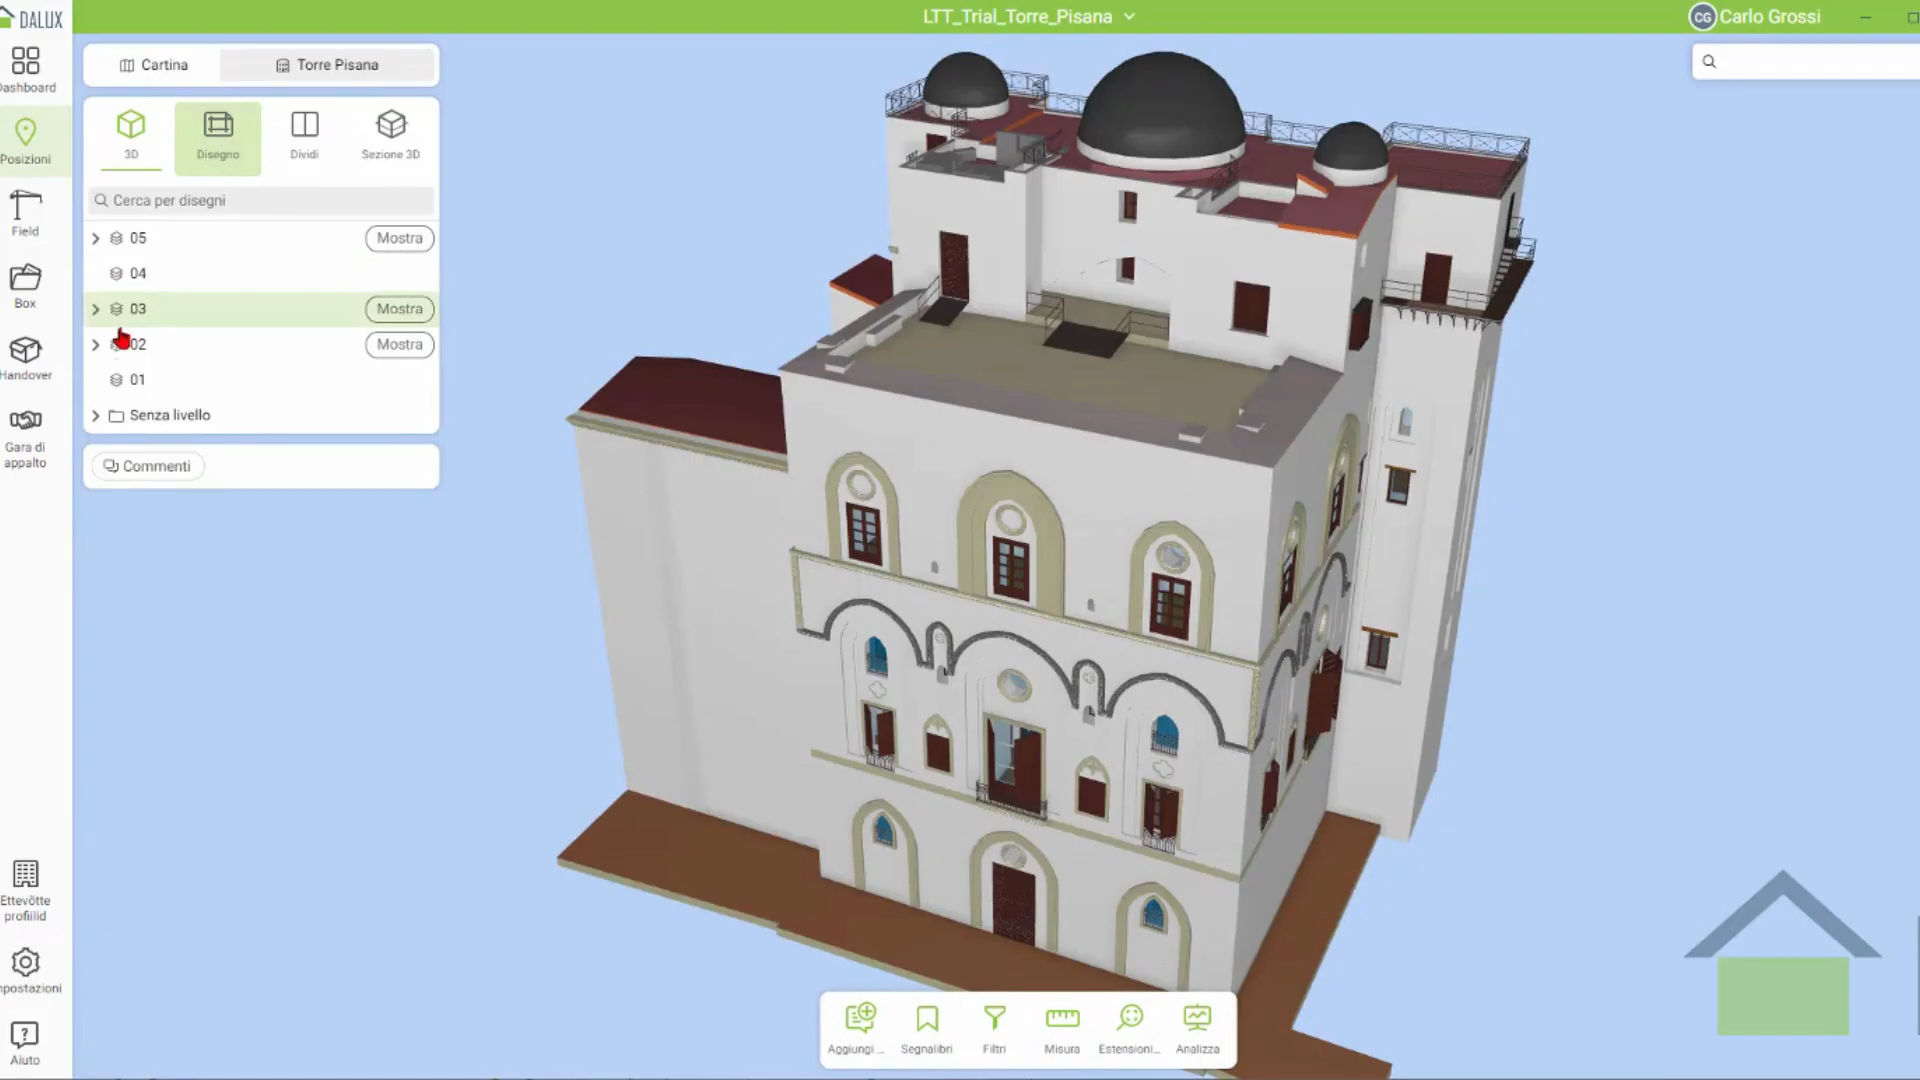 DALUX
LTT_Trial_Torre_Pisana
CG Carlo Grossi
Dashboard
Posizioni
Field
Box
Handover
Gara di
appalto
Ettevõtte
profiilid
mpostazioni
Aiuto
Cartina
Torre Pisana
3D
Disegno
Dividi
Sezione 3D
Cerca per disegni
05 Mostra
04
03 Mostra
02 Mostra
01
Senza livello
Commenti
Aggiungi ...
Segnalibri
Filtri
Misura
Estensioni...
Analizza